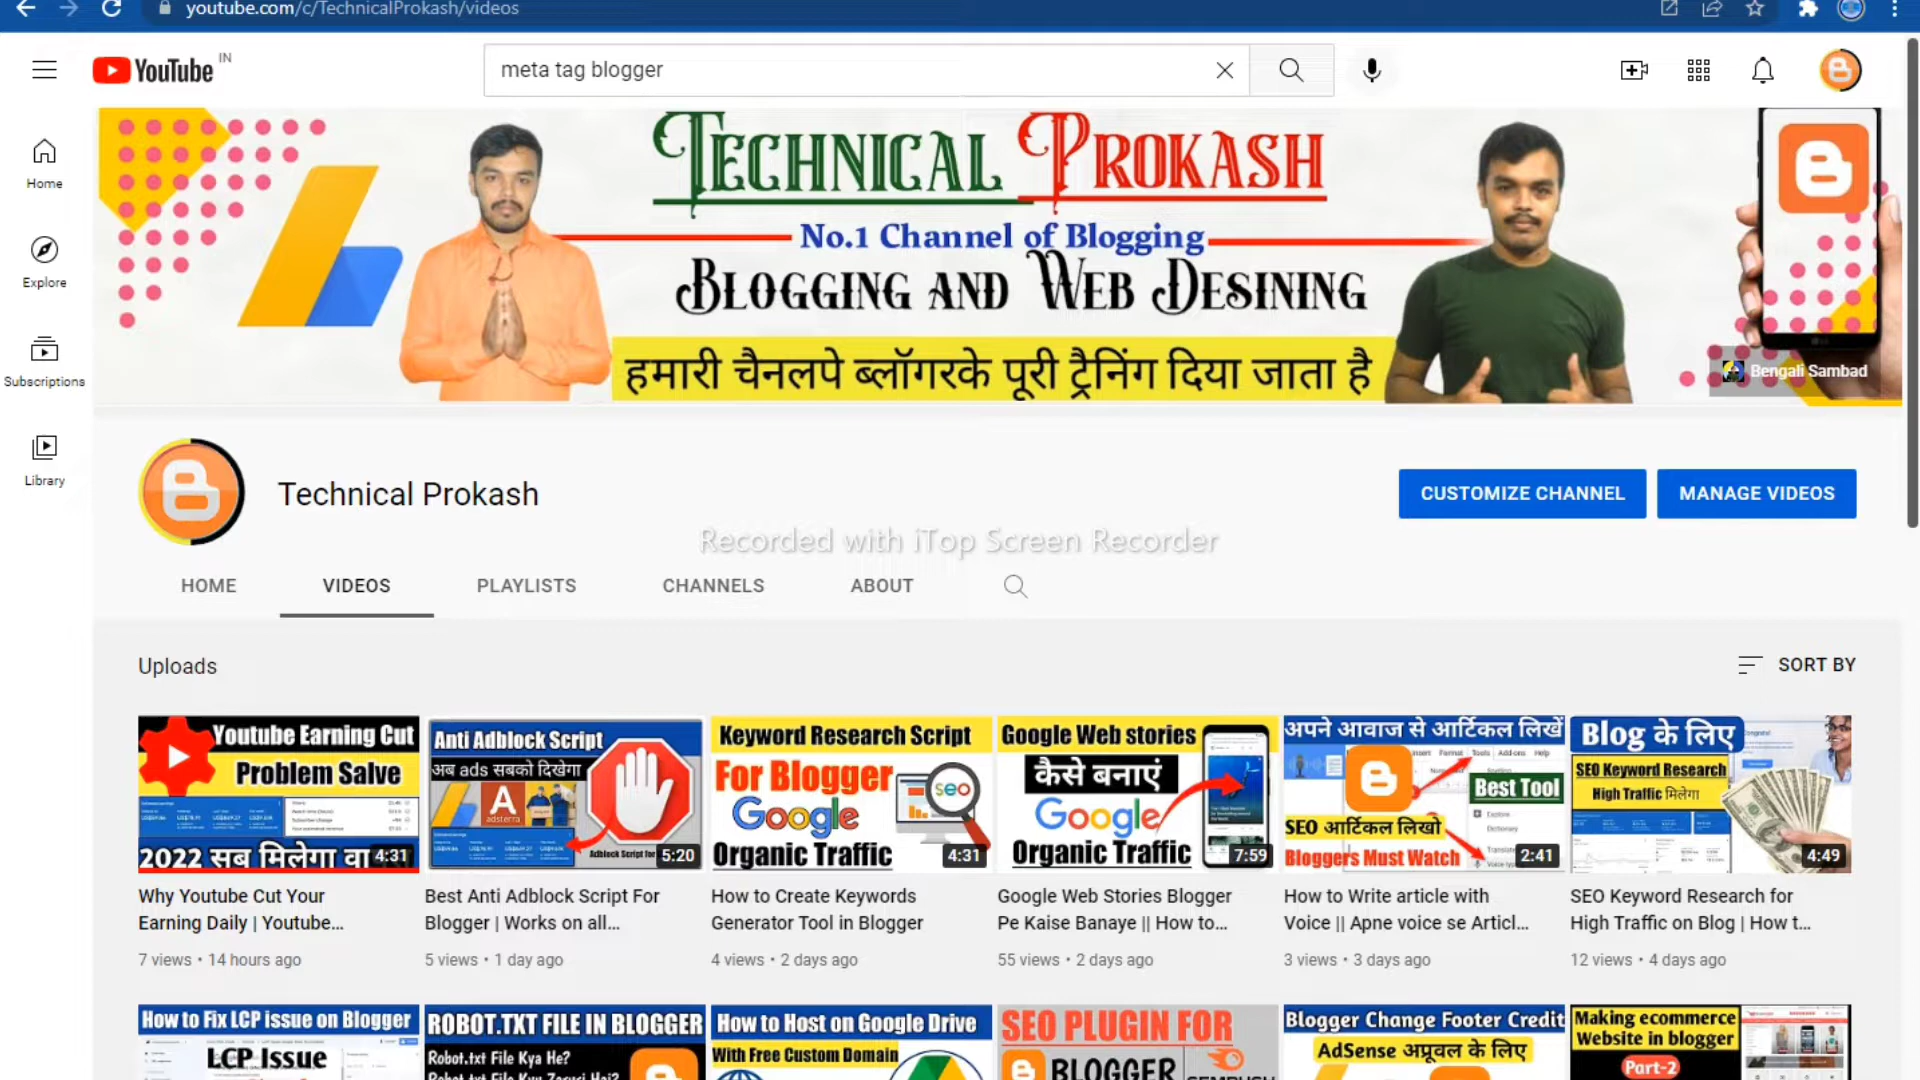 youtube.com/c/TechnicalProkash/videos
YouTube IN
meta tag blogger
Home
Explore
Subscriptions
Library
TECHNICAL PROKASH
No.1 Channel of Blogging
BLOGGING AND WEB DESINING
हमारी चैनलपे ब्लॉगरके पूरी ट्रैनिंग दिया जाता है
Bengali Sambad
Technical Prokash
CUSTOMIZE CHANNEL
MANAGE VIDEOS
Recorded with iTop Screen Recorder
HOME
VIDEOS
PLAYLISTS
CHANNELS
ABOUT
Uploads
SORT BY
Youtube Earning Cut
Problem Salve
2022 सब मिलेगा
4:31
Why Youtube Cut Your
Earning Daily | Youtube...
7 views • 14 hours ago
Anti Adblock Script
अब ads सबको दिखेगा
adsterra
Adblock Script for
5:20
Best Anti Adblock Script For
Blogger | Works on all...
5 views • 1 day ago
Keyword Research Script
For Blogger
Google
seo
Organic Traffic
4:31
How to Create Keywords
Generator Tool in Blogger
4 views • 2 days ago
Google Web stories
कैसे बनाएं
Google
Organic Traffic
7:59
Google Web Stories Blogger
Pe Kaise Banaye || How to...
55 views • 2 days ago
अपने आवाज से आर्टिकल लिखें
Format Tools Add-ons Help
Best Tool
Explore
Dictionary
SEO आर्टिकल लिखो
Bloggers Must Watch
2:41
How to Write article with
Voice || Apne voice se Articl...
3 views • 3 days ago
Blog के लिए
SEO Keyword Research
High Traffic मिलेगा
4:49
SEO Keyword Research for
High Traffic on Blog | How t...
12 views • 4 days ago
How to Fix LCP issue on Blogger
LCP Issue
ROBOT.TXT FILE IN BLOGGER
Robot.txt File Kya He?
How to Host on Google Drive
With Free Custom Domain
SEO PLUGIN FOR
BLOGGER
Blogger Change Footer Credit
AdSense अप्रूवल के लिए
Making ecommerce
Website in blogger
Part-2